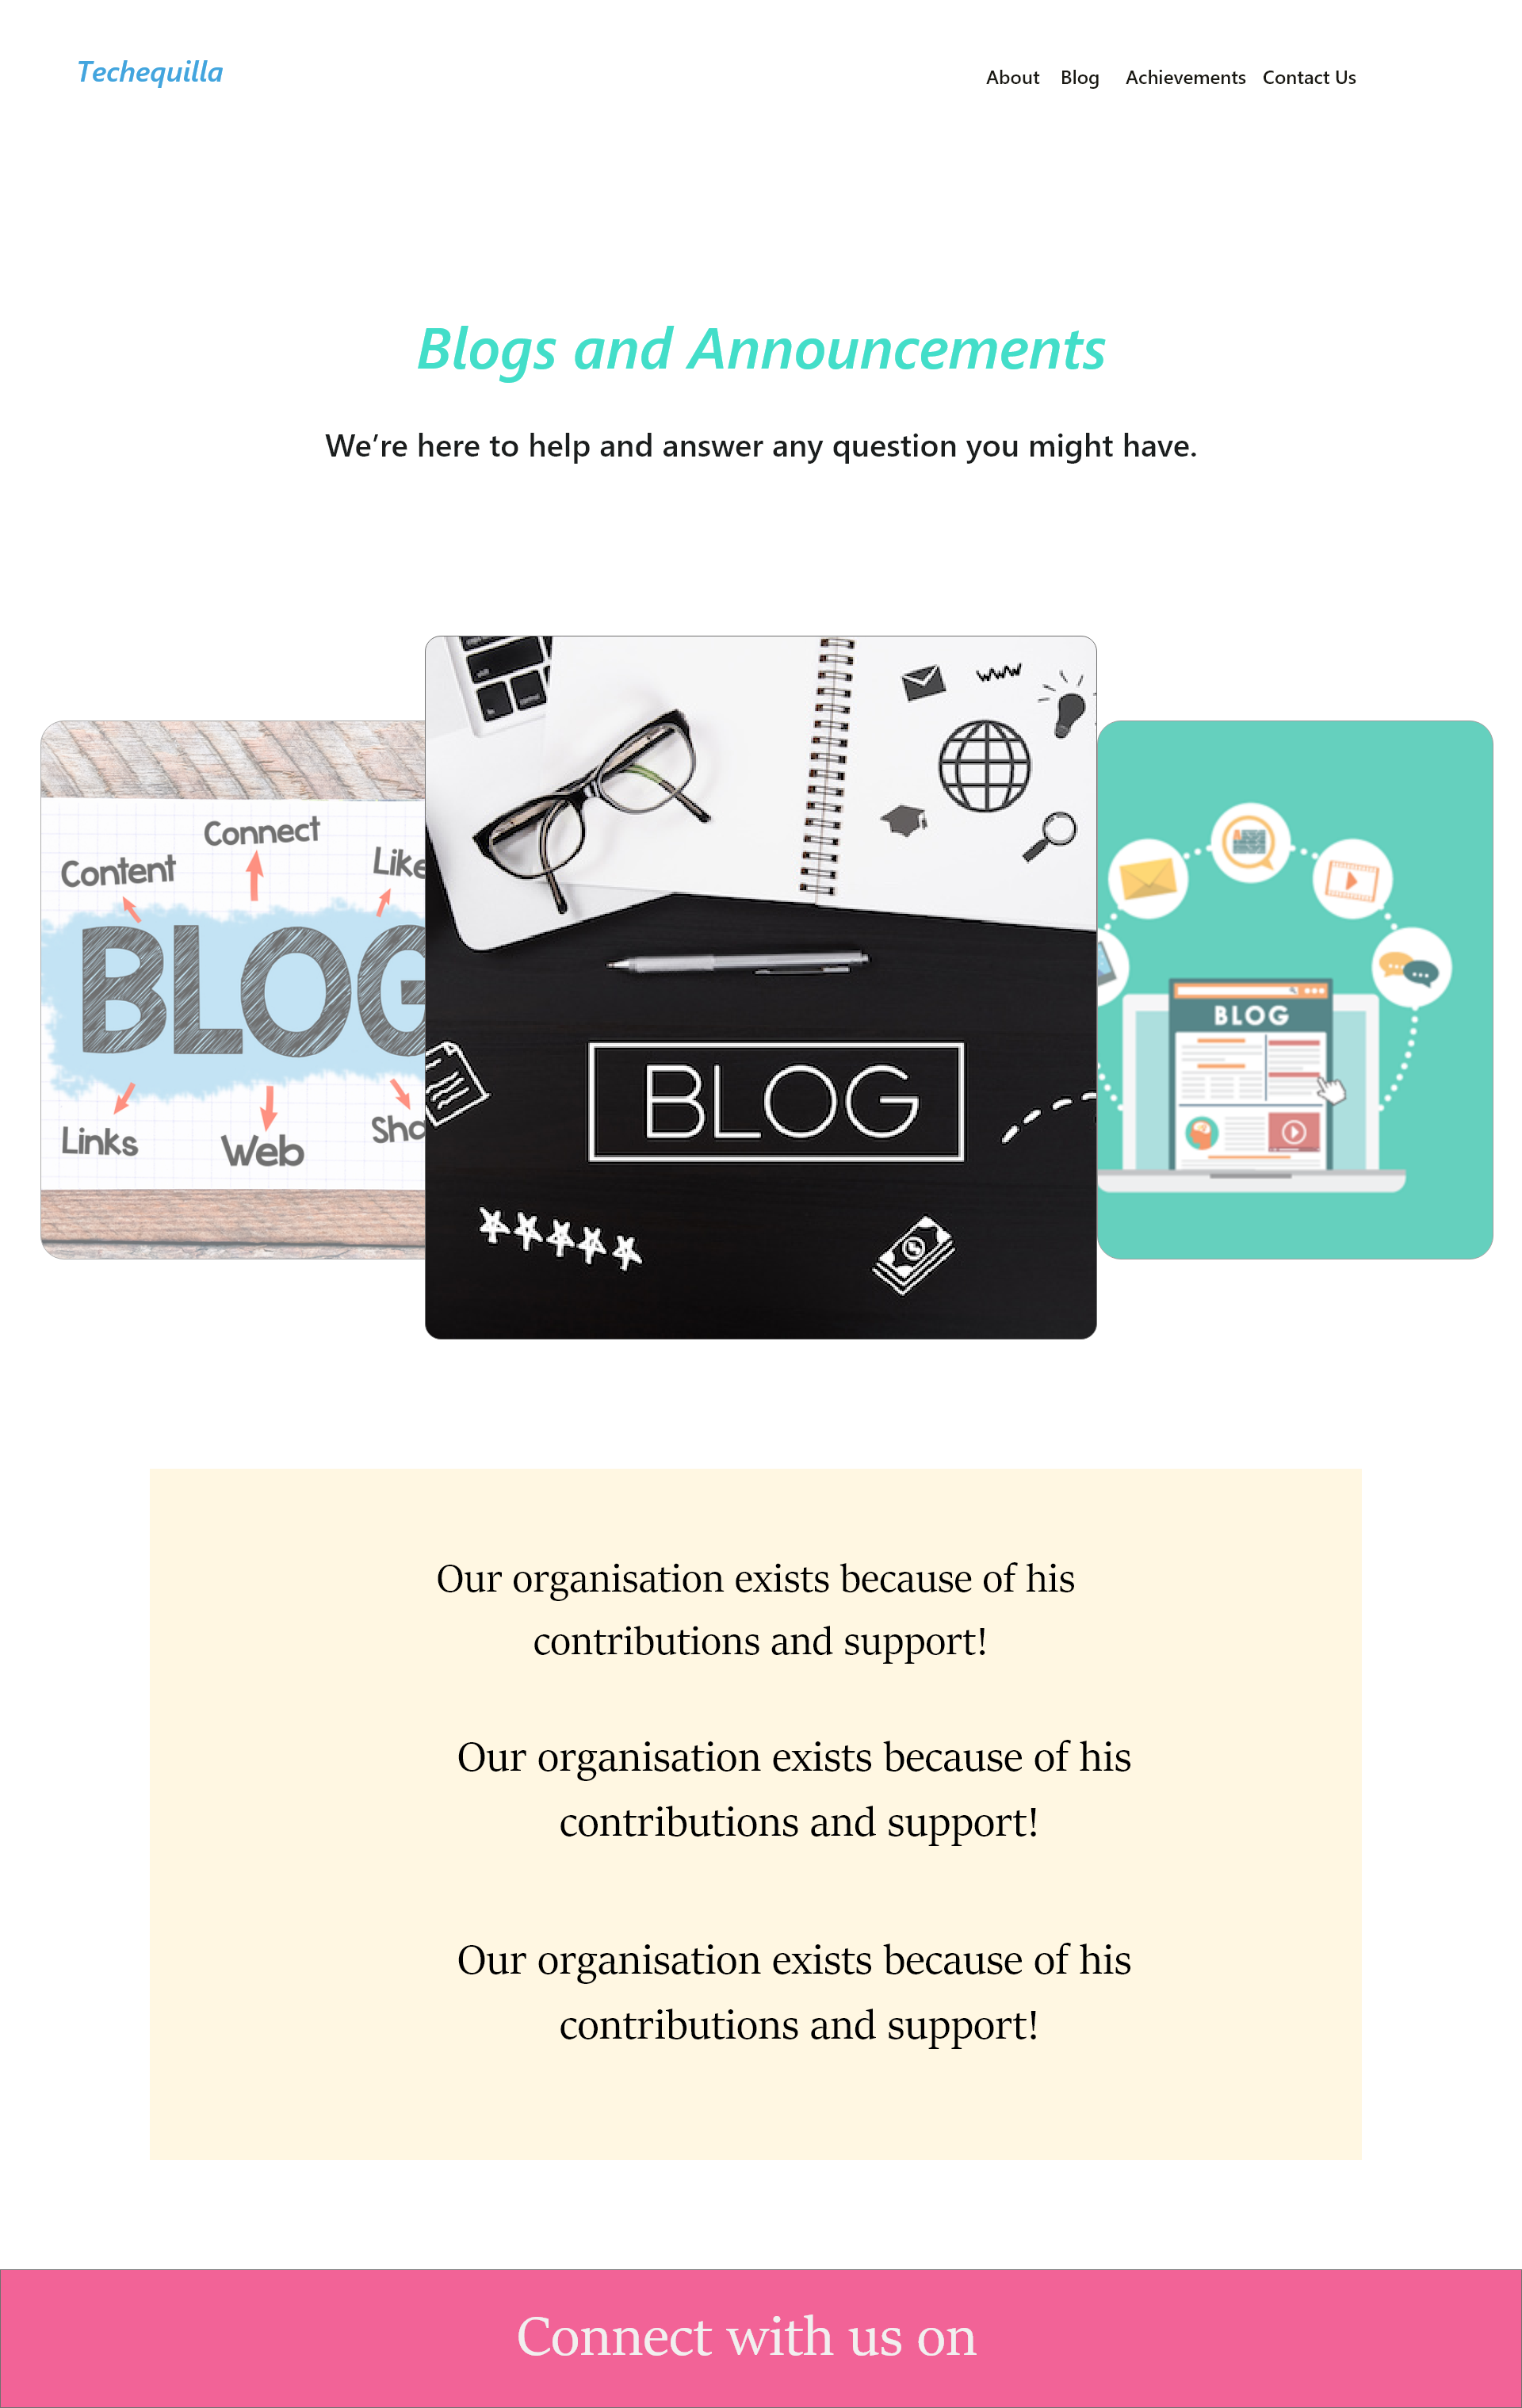 Techequilla
About Blog Achievements Contact Us
Blogs and Announcements
We’re here to help and answer any question you might have.
Connect
Content
Like
BLOG
Links
Web
Sha
www
BLOG
BLOG
Our organisation exists because of his
contributions and support!
Our organisation exists because of his
contributions and support!
Our organisation exists because of his
contributions and support!
Connect with us on